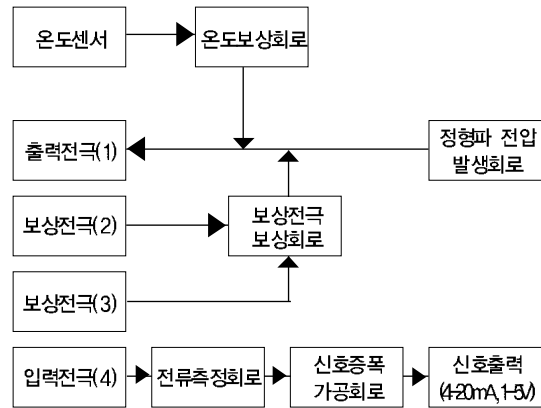 온도센서
온도보상회로
출력전극(1)
정형파 전압
발생회로
보상전극(2)
보상전극
보상회로
보상전극(3)
입력전극(4)
전류측정회로
신호증폭
가공회로
신호출력
(4-20mA,1-5V)